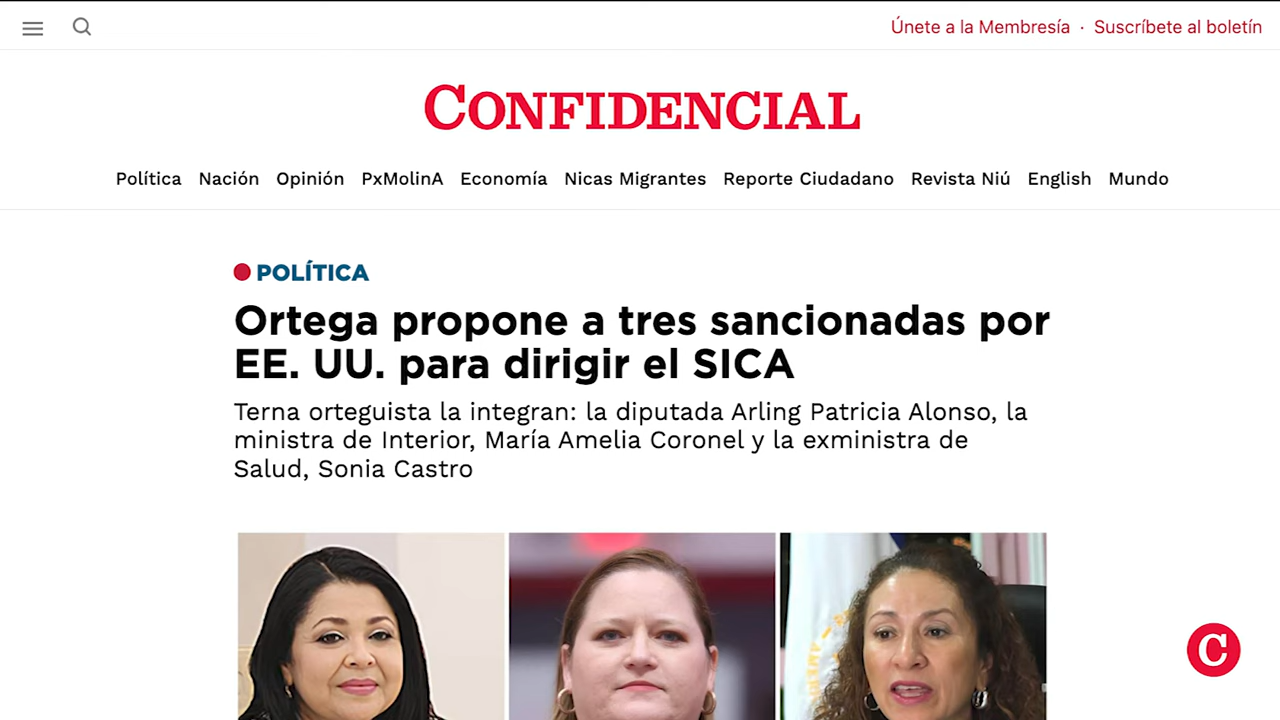 Únete a la Membresía · Suscríbete al boletín
CONFIDENCIAL
Política Nación Opinión PxMolinA Economía Nicas Migrantes Reporte Ciudadano Revista Niú English Mundo
POLÍTICA
Ortega propone a tres sancionadas por
EE. UU. para dirigir el SICA
Terna orteguista la integran: la diputada Arling Patricia Alonso, la
ministra de Interior, María Amelia Coronel y la exministra de
Salud, Sonia Castro
C